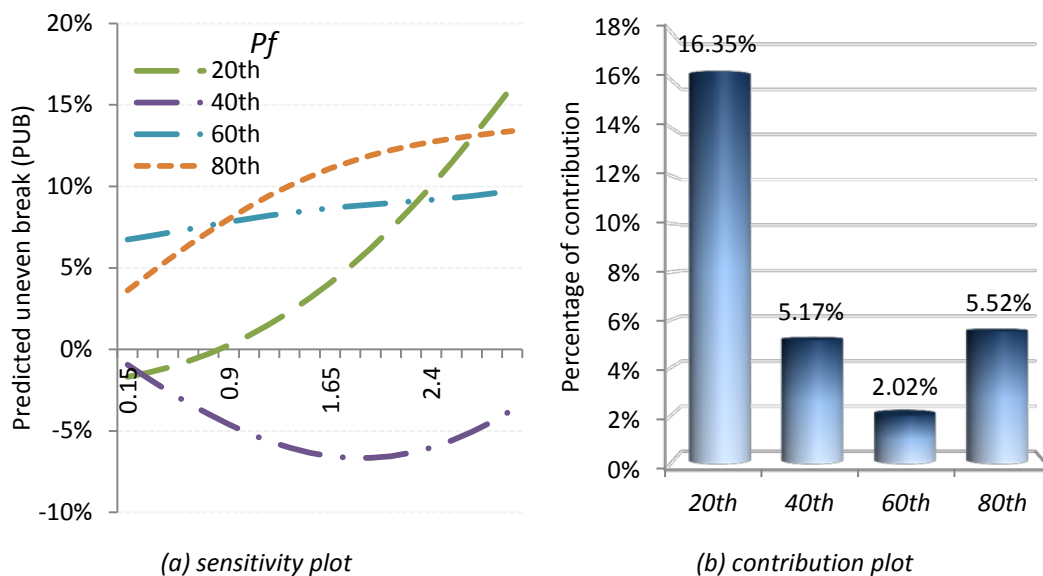 20%
15%
10%
5%
0%
-5%
-10%
Predicted uneven break (PUB)
Pf
20th
40th
60th
80th
0.15
0.9
1.65
2.4
(a) sensitivity plot
18%
16%
14%
12%
10%
8%
6%
4%
2%
0%
Percentage of contribution
16.35%
5.17%
2.02%
5.52%
20th
40th
60th
80th
(b) contribution plot